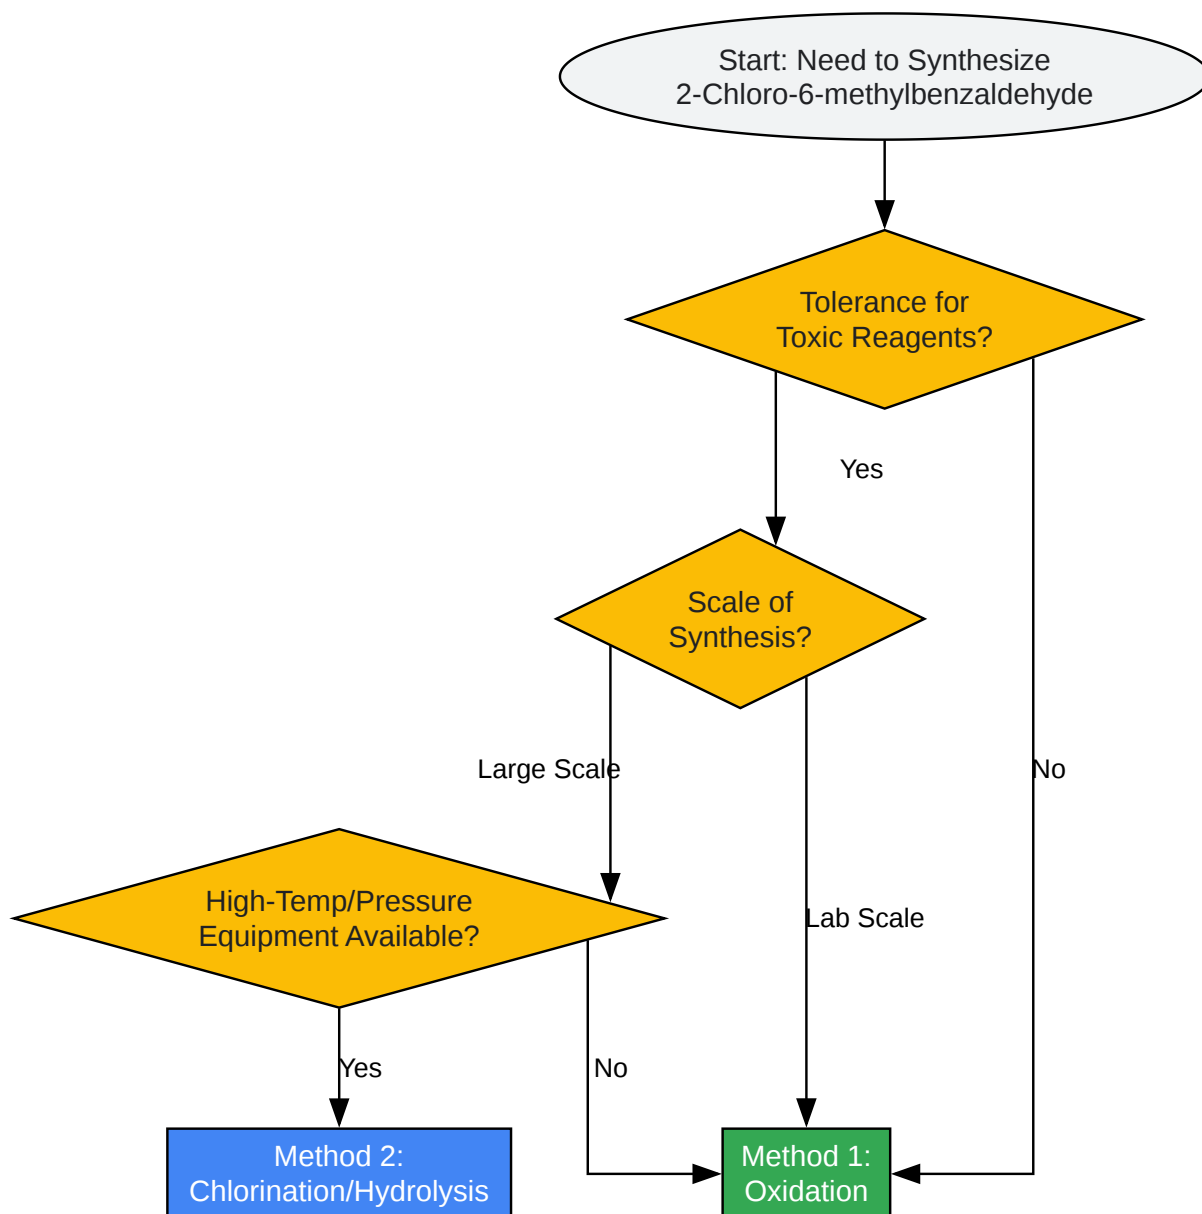 Start: Need to Synthesize
2-Chloro-6-methylbenzaldehyde
Tolerance for
Toxic Reagents?
Yes
Scale of
Synthesis?
Large Scale
No
High-Temp/Pressure
Equipment Available?
Lab Scale
Yes
No
Method 2:
Chlorination/Hydrolysis
Method 1:
Oxidation